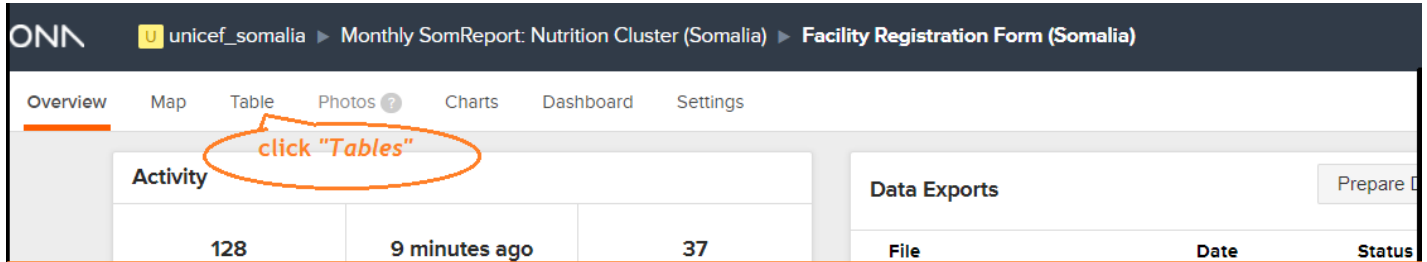 ONA U unicef_somalia ▶ Monthly SomReport: Nutrition Cluster (Somalia) ▶ Facility Registration Form (Somalia)
Overview Map Table Photos ? Charts Dashboard Settings
click "Tables"
Activity
Data Exports Prepare D
128 9 minutes ago 37
File Date Status